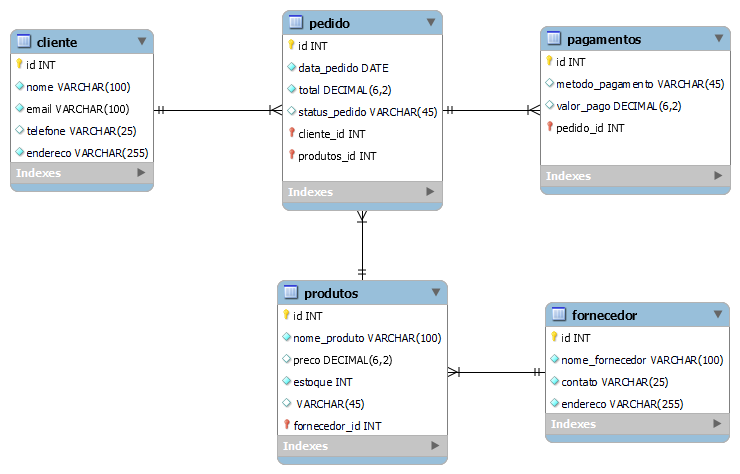 cliente
id INT
nome VARCHAR(100)
email VARCHAR(100)
telefone VARCHAR(25)
endereco VARCHAR(255)
Indexes
pedido
id INT
data_pedido DATE
total DECIMAL(6,2)
status_pedido VARCHAR(45)
cliente_id INT
produtos_id INT
Indexes
pagamentos
id INT
metodo_pagamento VARCHAR(45)
valor_pago DECIMAL(6,2)
pedido_id INT
Indexes
produtos
id INT
nome_produto VARCHAR(100)
preco DECIMAL(6,2)
estoque INT
VARCHAR(45)
fornecedor_id INT
Indexes
fornecedor
id INT
nome_fornecedor VARCHAR(100)
contato VARCHAR(25)
endereco VARCHAR(255)
Indexes